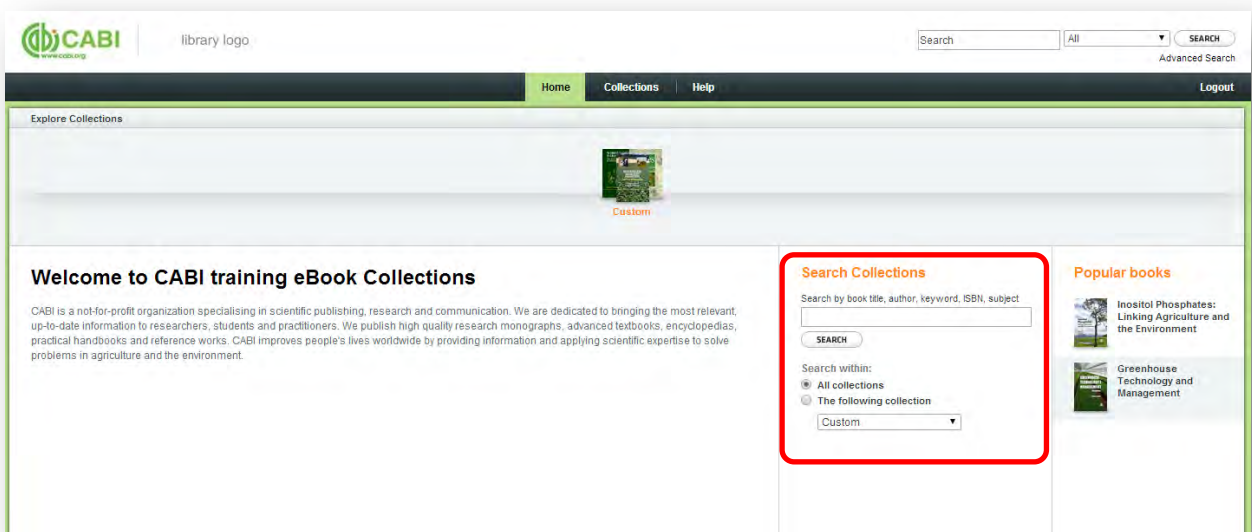 CABI
www.cabi.org
library logo
Search
All
SEARCH
Advanced Search
Home
Collections
Help
Logout
Explore Collections
Custom
Welcome to CABI training eBook Collections
CABI is a not-for-profit organization specialising in scientific publishing, research and communication. We are dedicated to bringing the most relevant,
up-to-date information to researchers, students and practitioners. We publish high quality research monographs, advanced textbooks, encyclopedias,
practical handbooks and reference works. CABI improves people's lives worldwide by providing information and applying scientific expertise to solve
problems in agriculture and the environment.
Search Collections
Search by book title, author, keyword, ISBN, subject
SEARCH
Search within:
All collections
The following collection
Custom
Popular books
Inositol Phosphates:
Linking Agriculture and
the Environment
Greenhouse
Technology and
Management